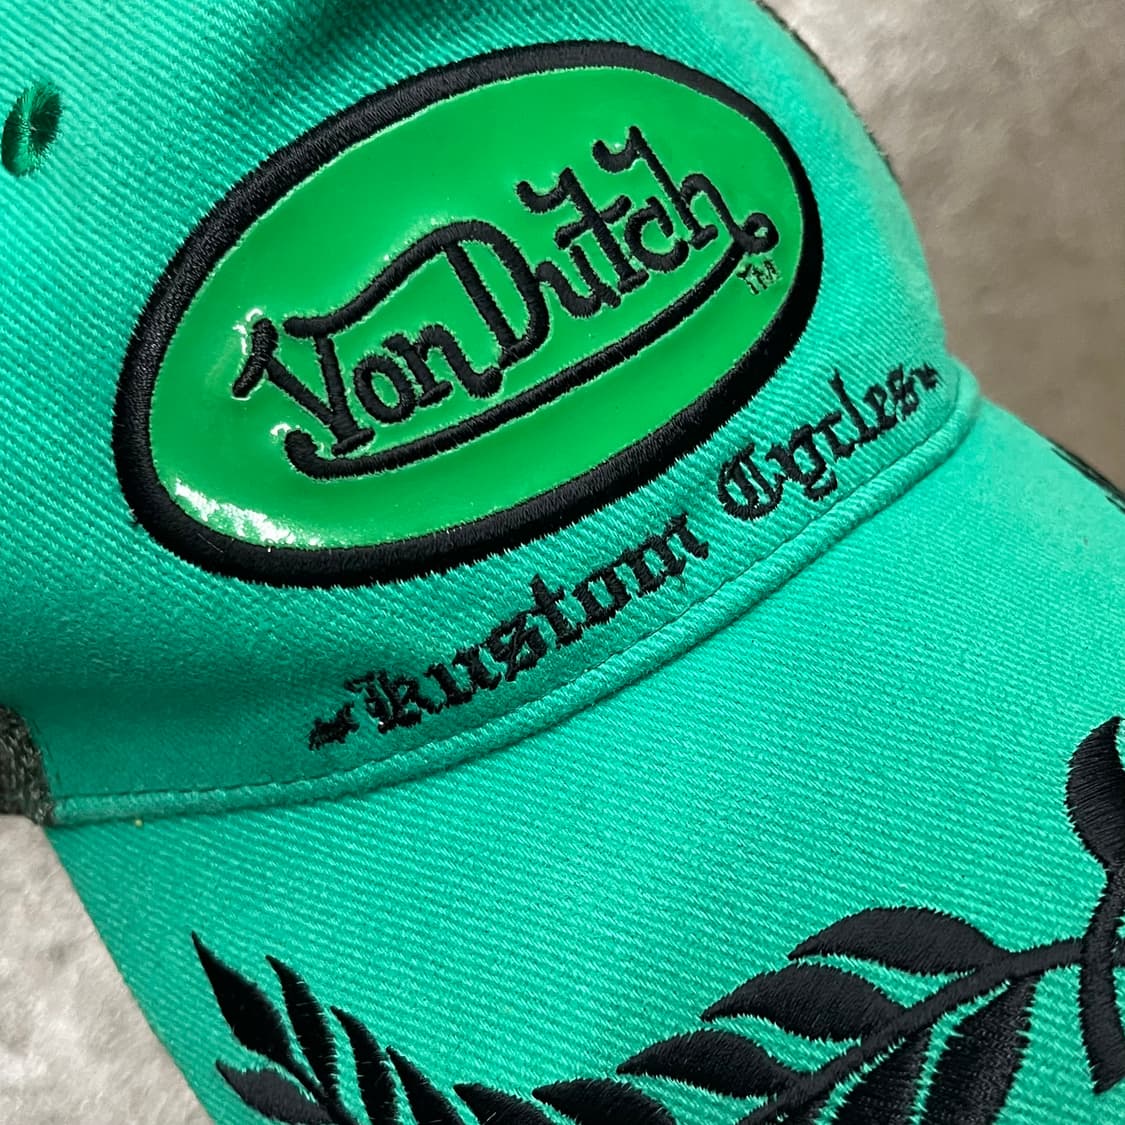 Von Dutch
TM
Kustom Cycles